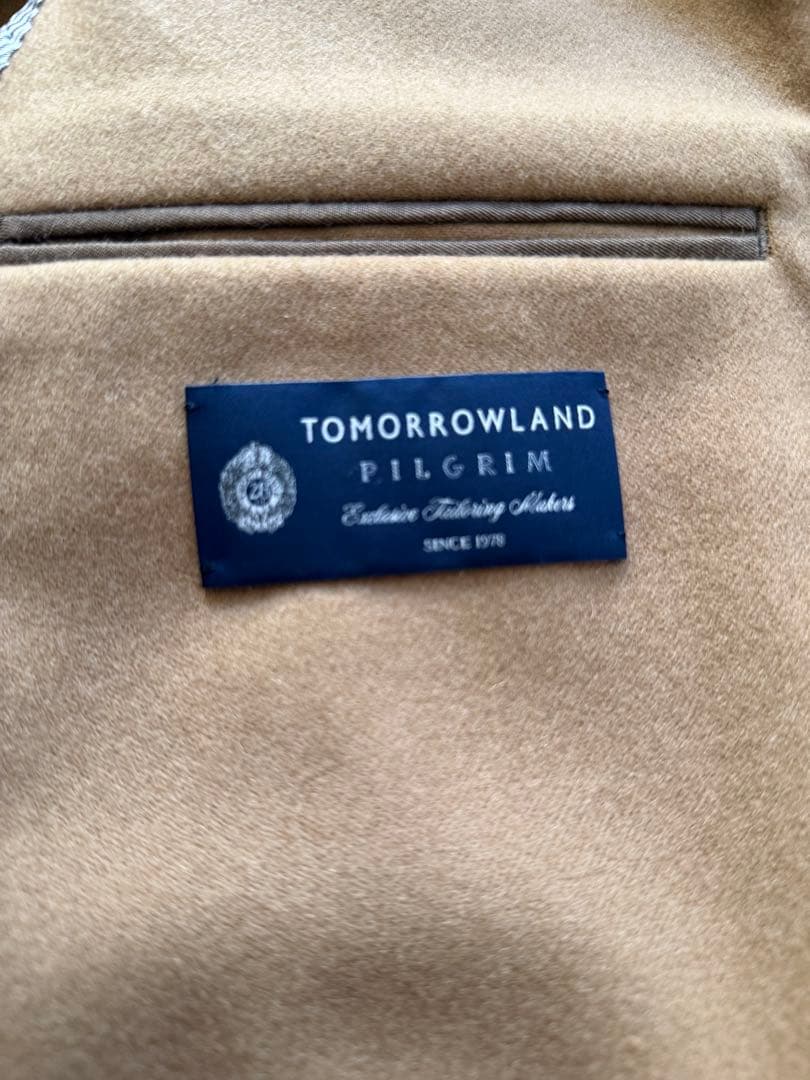 TOMORROWLAND
PILGRIM
Exclusive Tailoring Makers
SINCE 1978